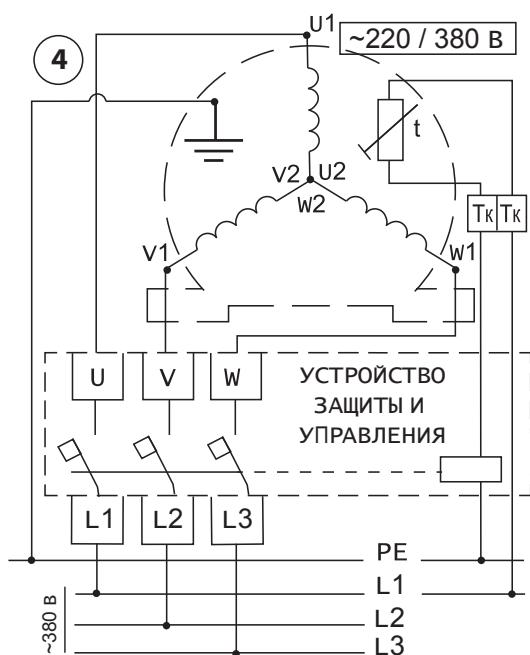 U1
~220 / 380 в
4
t
V2 U2
W2
Тк Тк
V1
W1
U V W
УСТРОЙСТВО
ЗАЩИТЫ И
УПРАВЛЕНИЯ
L1 L2 L3
PE
L1
L2
L3
~380 в